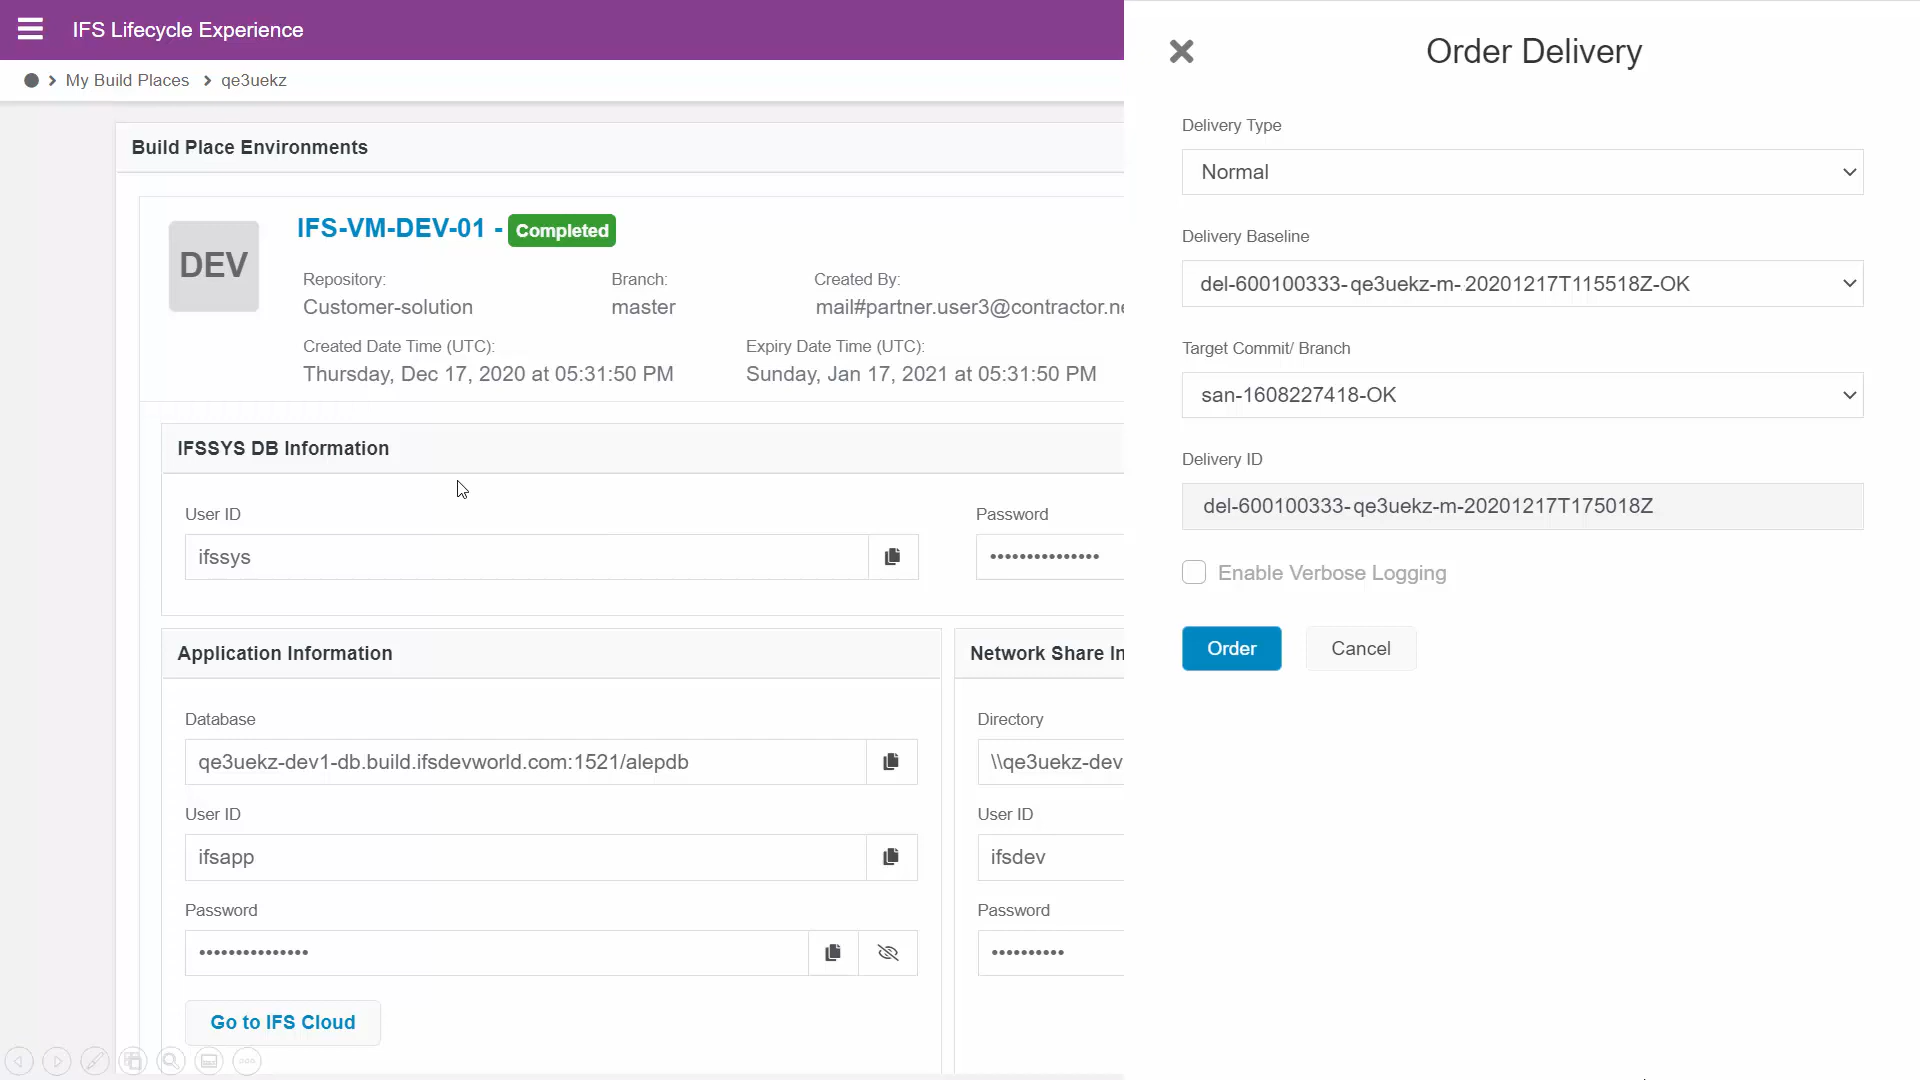 IFS Lifecycle Experience
My Build Places
qe3uekz
Build Place Environments
DEV
IFS-VM-DEV-01 - Completed
Repository:
Branch:
Created By:
Customer-solution
master
mail#partner.user3@contractor.ne
Created Date Time (UTC):
Expiry Date Time (UTC):
Thursday, Dec 17, 2020 at 05:31:50 PM
Sunday, Jan 17, 2021 at 05:31:50 PM
IFSSYS DB Information
User ID
Password
ifssys
Application Information
Network Share In
Database
Directory
qe3uekz-dev1-db.build.ifsdevworld.com:1521/alepdb
\\qe3uekz-dev
User ID
User ID
ifsapp
ifsdev
Password
Password
Go to IFS Cloud
Order Delivery
Delivery Type
Normal
Delivery Baseline
del-600100333-qe3uekz-m-20201217T115518Z-OK
Target Commit/ Branch
san-1608227418-OK
Delivery ID
del-600100333-qe3uekz-m-20201217T175018Z
Enable Verbose Logging
Order
Cancel